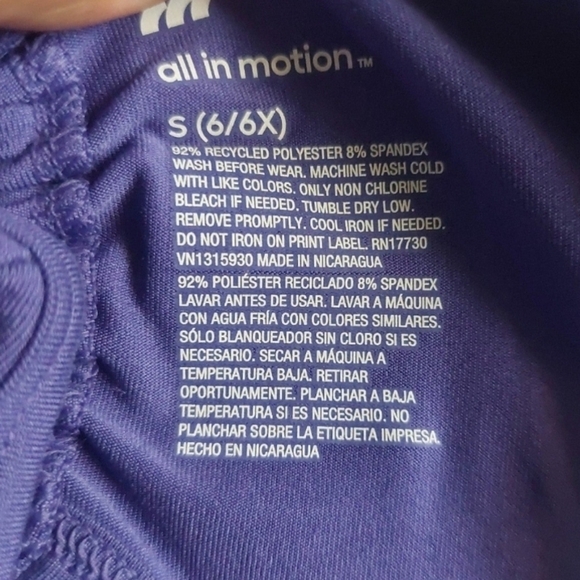 all in motion™
S (6/6X)
92% RECYCLED POLYESTER 8% SPANDEX
WASH BEFORE WEAR. MACHINE WASH COLD
WITH LIKE COLORS. ONLY NON CHLORINE
BLEACH IF NEEDED. TUMBLE DRY LOW.
REMOVE PROMPTLY. COOL IRON IF NEEDED.
DO NOT IRON ON PRINT LABEL. RN17730
VN1315930 MADE IN NICARAGUA
92% POLIÉSTER RECICLADO 8% SPANDEX
LAVAR ANTES DE USAR. LAVAR A MÁQUINA
CON AGUA FRÍA CON COLORES SIMILARES.
SÓLO BLANQUEADOR SIN CLORO SI ES
NECESARIO. SECAR A MÁQUINA A
TEMPERATURA BAJA. RETIRAR
OPORTUNAMENTE. PLANCHAR A BAJA
TEMPERATURA SI ES NECESARIO. NO
PLANCHAR SOBRE LA ETIQUETA IMPRESA.
HECHO EN NICARAGUA